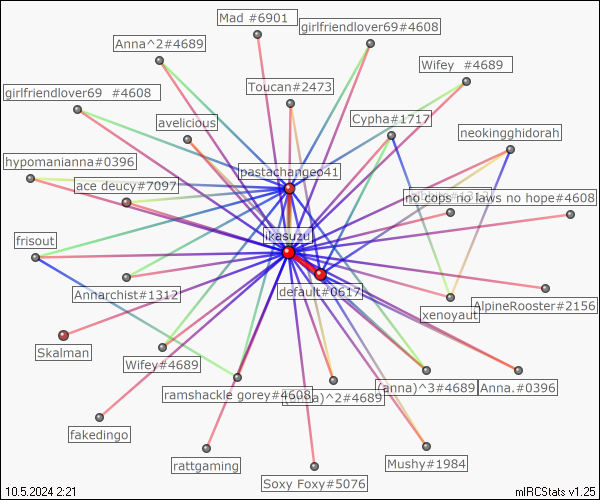 Mad #6901
girlfriendlover69#4608
Anna^2#4689
Wifey  #4689
Toucan#2473
girlfriendlover69  #4608
Cypha#1717
avelicious
neokingghidorah
hypomanianna#0396
pastachangeo41
ace deucy#7097
no cops no laws no hope#4608
ikasuzu
frisout
default#0617
Annarchist#1312
AlpineRooster#2156
xenoyaut
Skalman
Wifey#4689
ramshackle gorey#4608
(anna)^2#4689
(anna)^3#4689
Anna.#0396
fakedingo
rattgaming
Mushy#1984
Soxy Foxy#5076
10.5.2024 2:21
mIRCStats v1.25